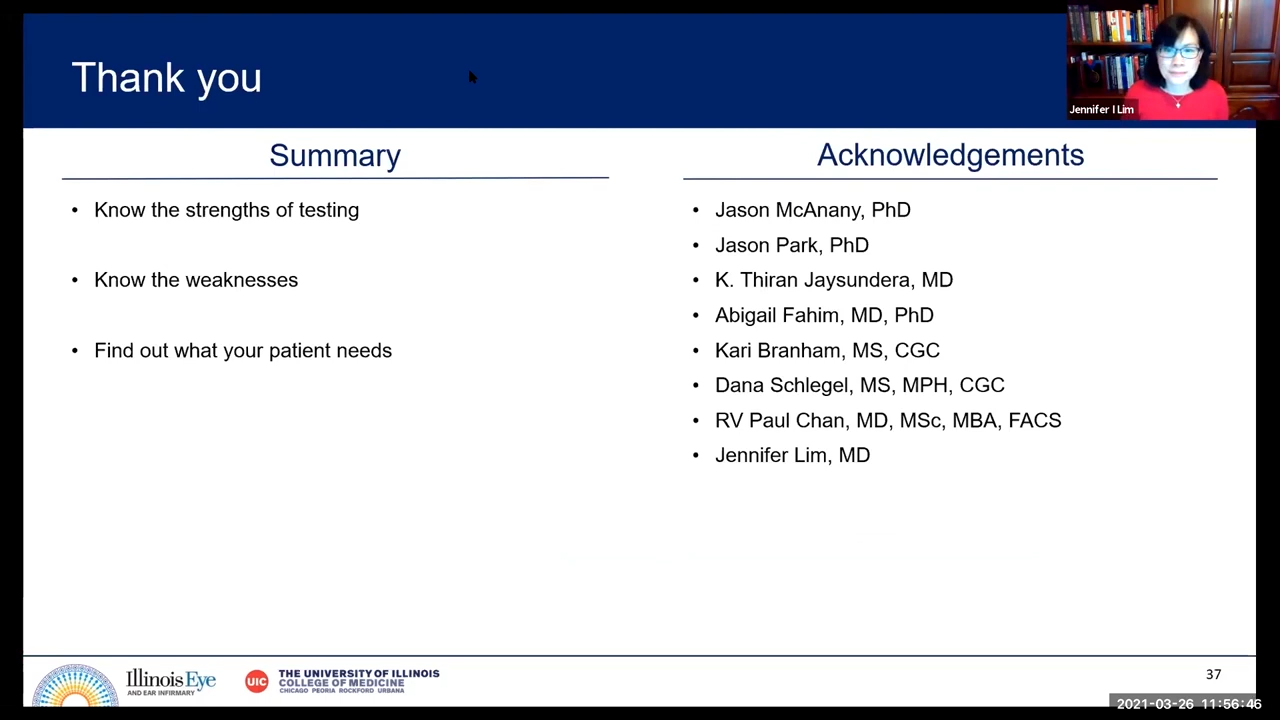 Thank you
Jennifer I Lim
Summary
Know the strengths of testing
Know the weaknesses
Find out what your patient needs
Acknowledgements
Jason McAnany, PhD
Jason Park, PhD
K. Thiran Jaysundera, MD
Abigail Fahim, MD, PhD
Kari Branham, MS, CGC
Dana Schlegel, MS, MPH, CGC
RV Paul Chan, MD, MSc, MBA, FACS
Jennifer Lim, MD
Illinois Eye
AND EAR INFIRMARY
UIC
THE UNIVERSITY OF ILLINOIS
COLLEGE OF MEDICINE
CHICAGO PEORIA ROCKFORD URBANA
37
2021-03-26 11:56:46